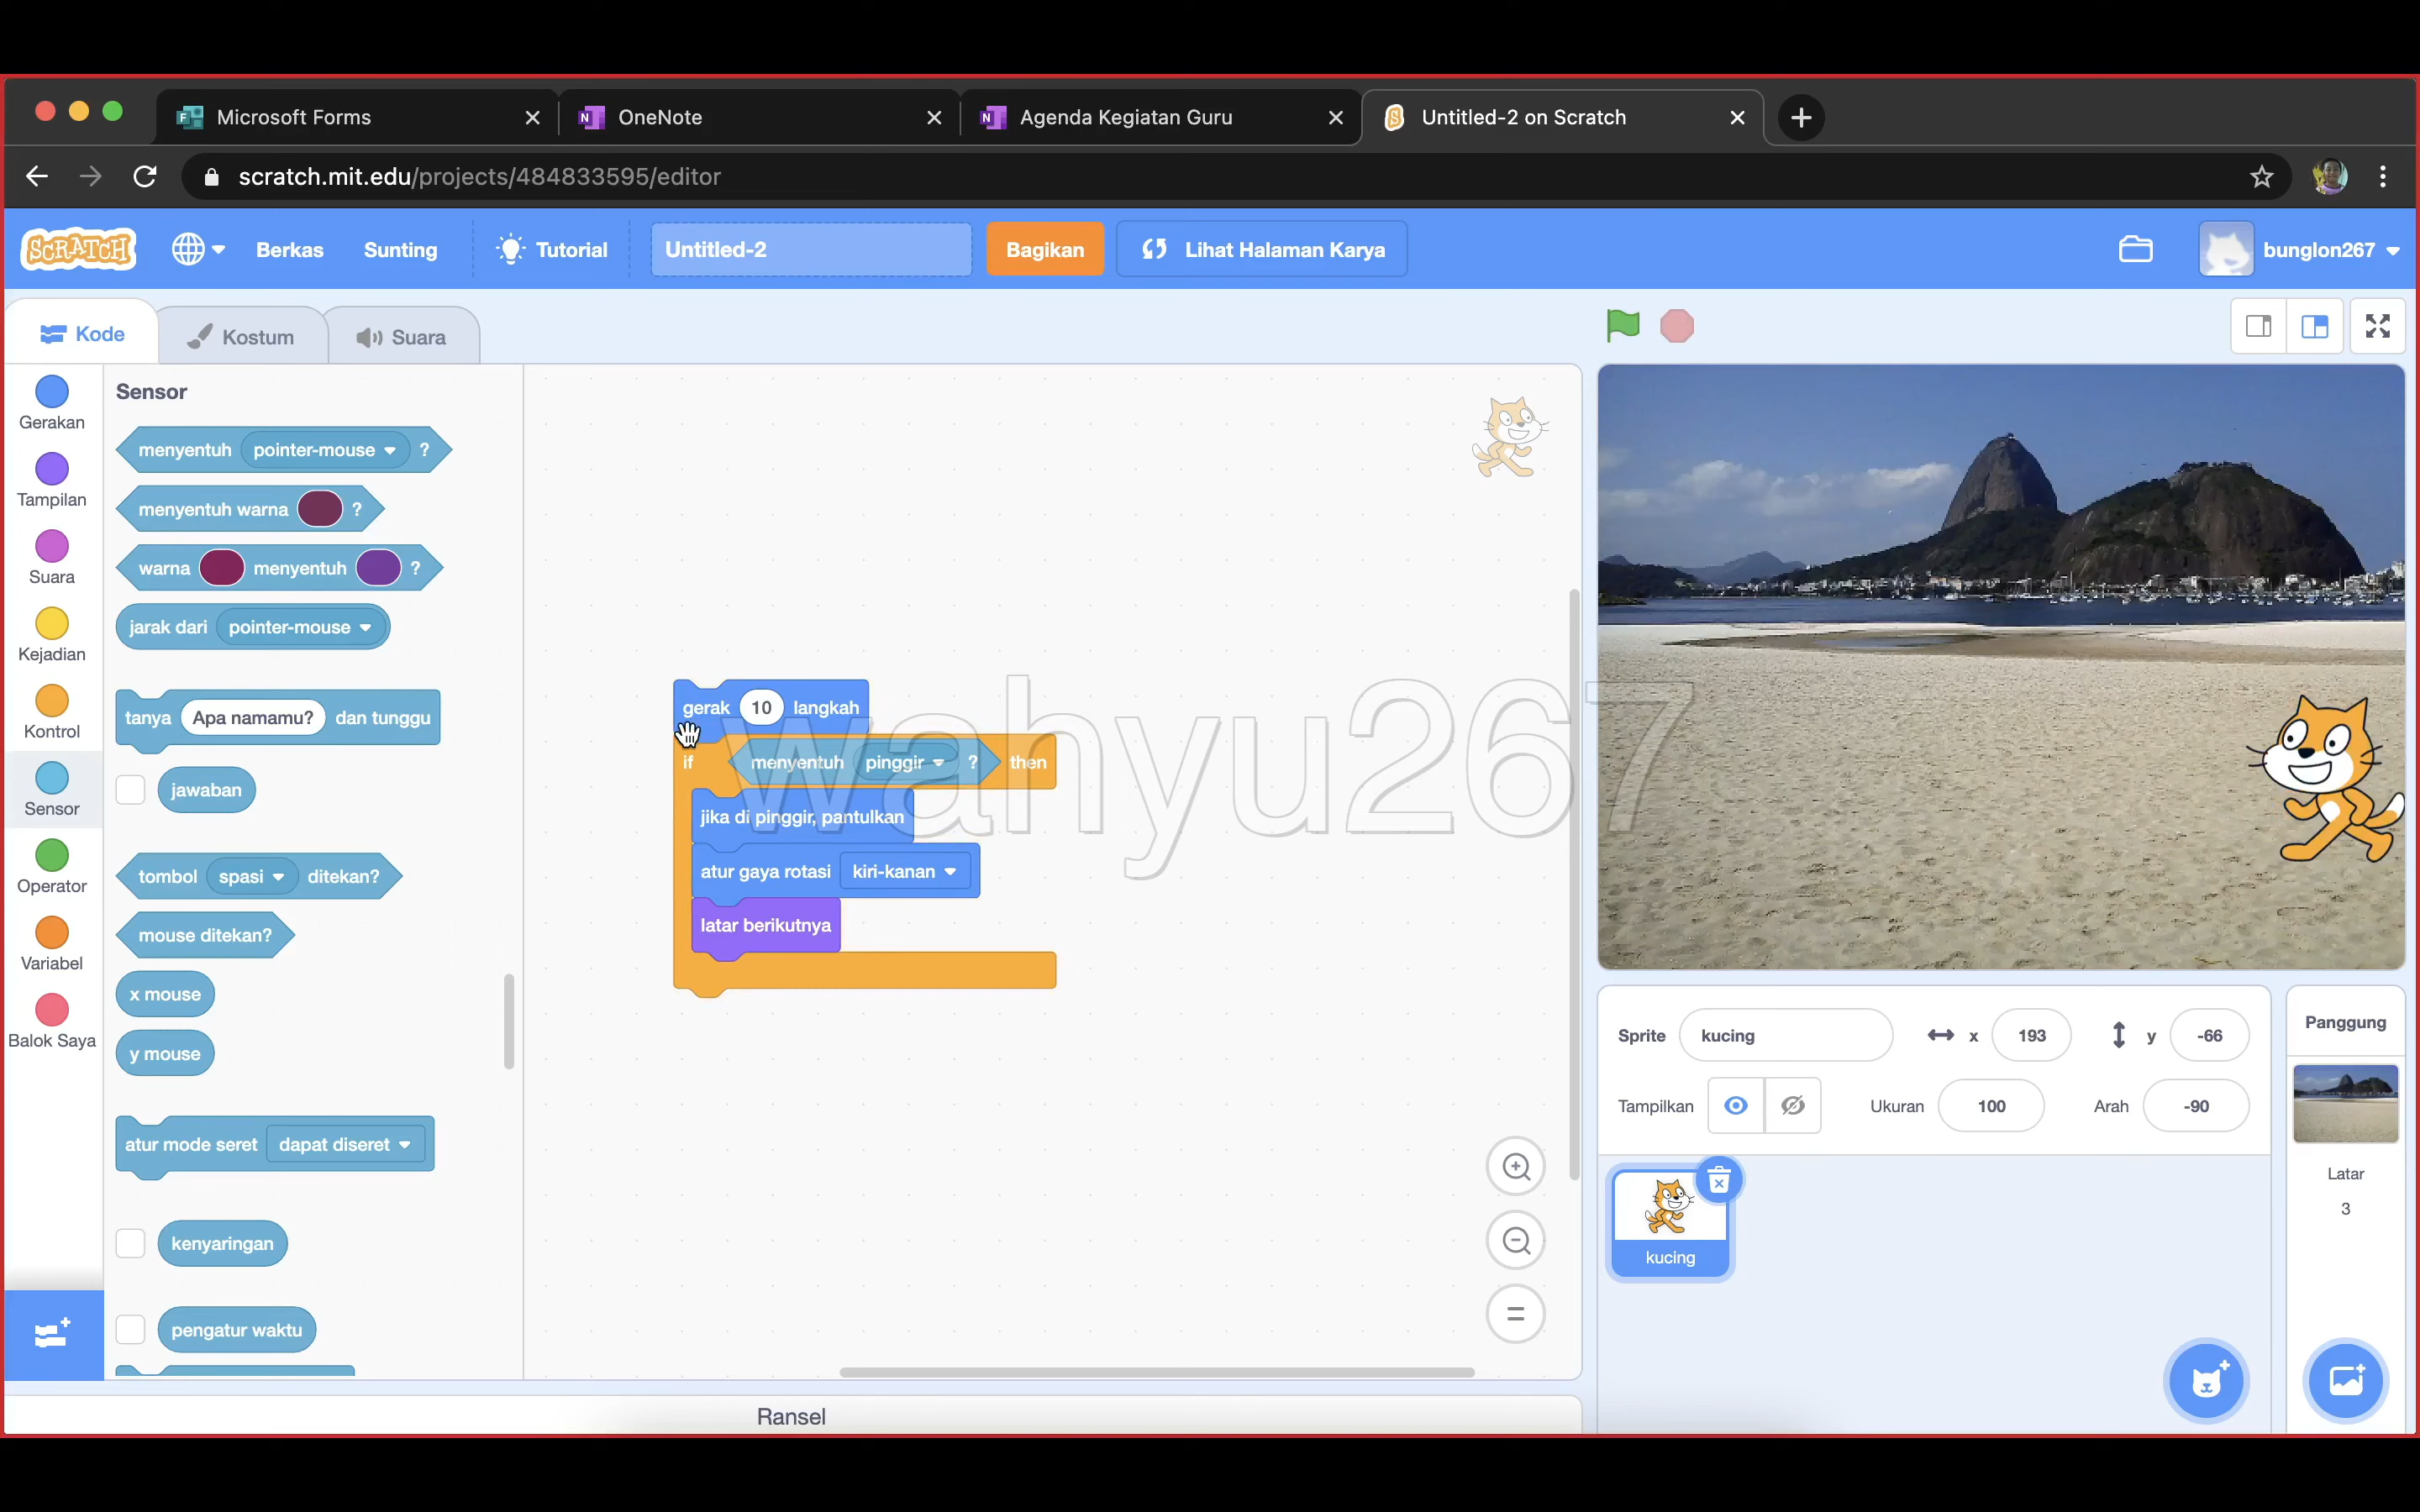 Microsoft Forms
OneNote
Agenda Kegiatan Guru
Untitled-2 on Scratch
scratch.mit.edu/projects/484833595/editor
SCRATCH
Berkas
Sunting
Tutorial
Untitled-2
Bagikan
Lihat Halaman Karya
bunglon267
Kode
Kostum
Suara
Gerakan
Tampilan
Suara
Kejadian
Kontrol
Sensor
Operator
Variabel
Balok Saya
Sensor
menyentuh pointer-mouse ?
menyentuh warna ?
warna menyentuh ?
jarak dari pointer-mouse
tanya Apa namamu? dan tunggu
jawaban
tombol spasi ditekan?
mouse ditekan?
x mouse
y mouse
atur mode seret dapat diseret
kenyaringan
pengatur waktu
gerak 10 langkah
if menyentuh pinggir ? then
jika di pinggir, pantulkan
atur gaya rotasi kiri-kanan
latar berikutnya
wahyu267
Ransel
Sprite kucing x 193 y -66
Tampilkan Ukuran 100 Arah -90
kucing
Panggung
Latar
3